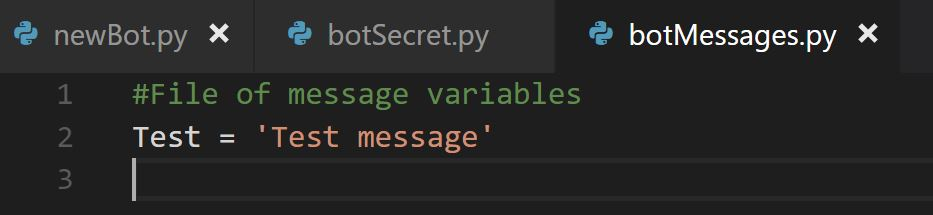 newBot.py × botSecret.py botMessages.py ×
1 #File of message variables
2 Test = 'Test message'
3